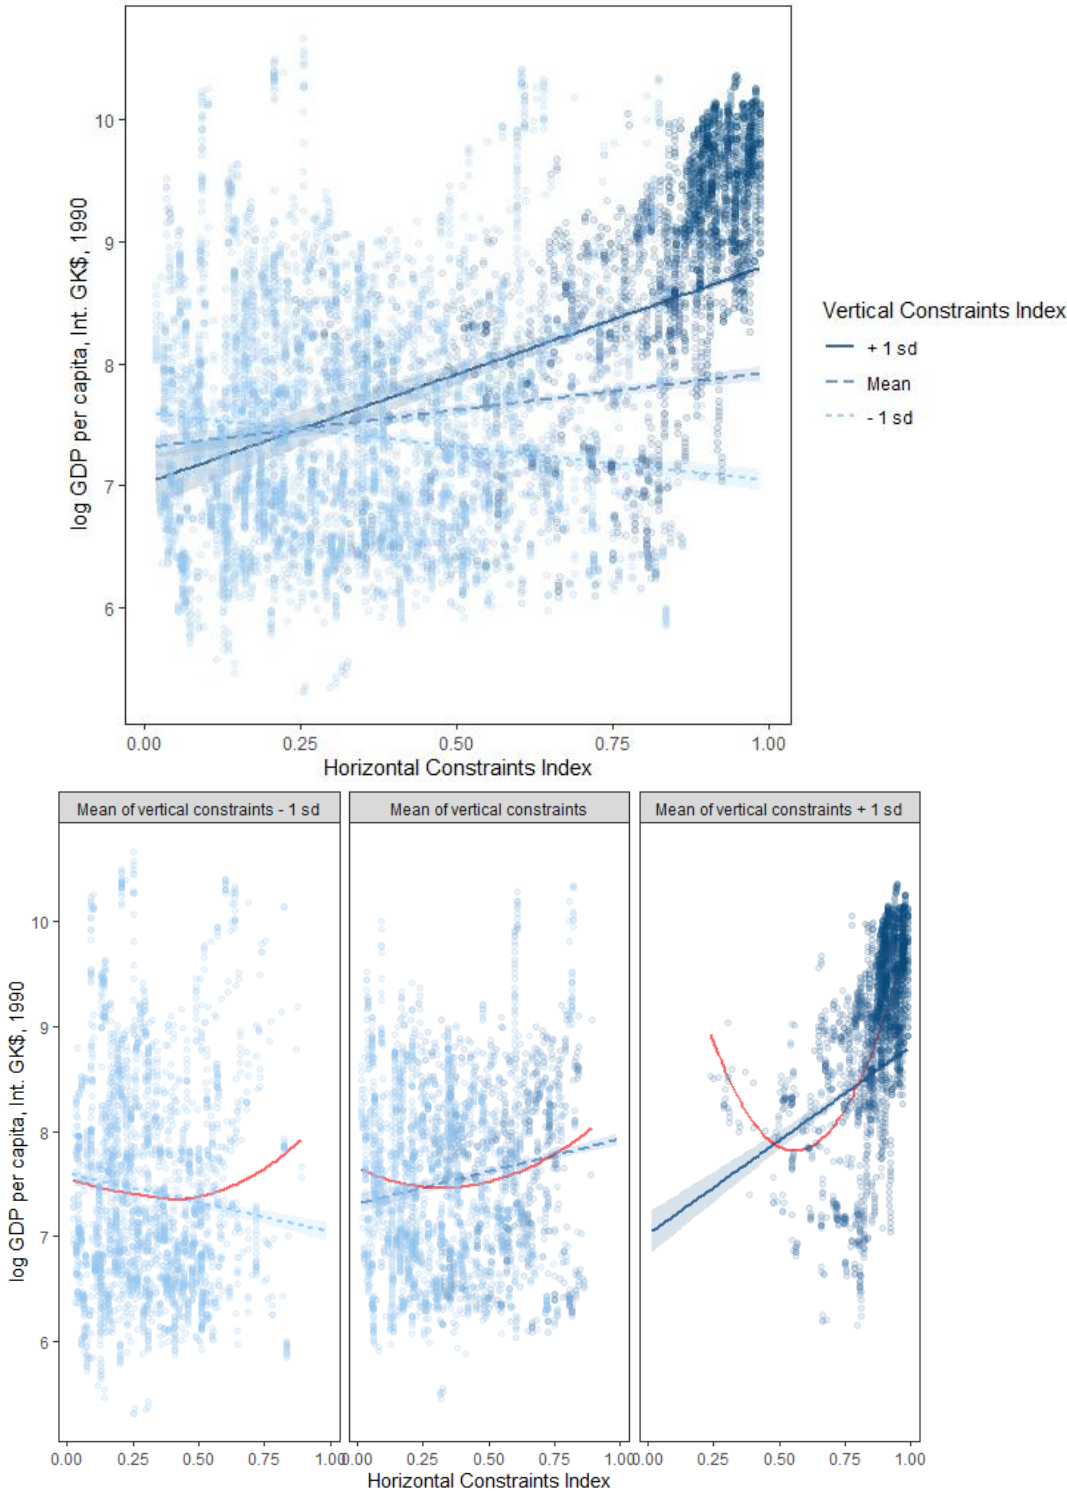 log GDP per capita, Int. GK$, 1990
10
9
8
7
6
0.00 0.25 0.50 0.75 1.00
Horizontal Constraints Index
Vertical Constraints Index
+ 1 sd
Mean
- 1 sd
Mean of vertical constraints - 1 sd
Mean of vertical constraints
Mean of vertical constraints + 1 sd
log GDP per capita, Int. GK$, 1990
10
9
8
7
6
0.00 0.25 0.50 0.75 1.00
0.00 0.25 0.50 0.75 1.00
0.00 0.25 0.50 0.75 1.00
Horizontal Constraints Index